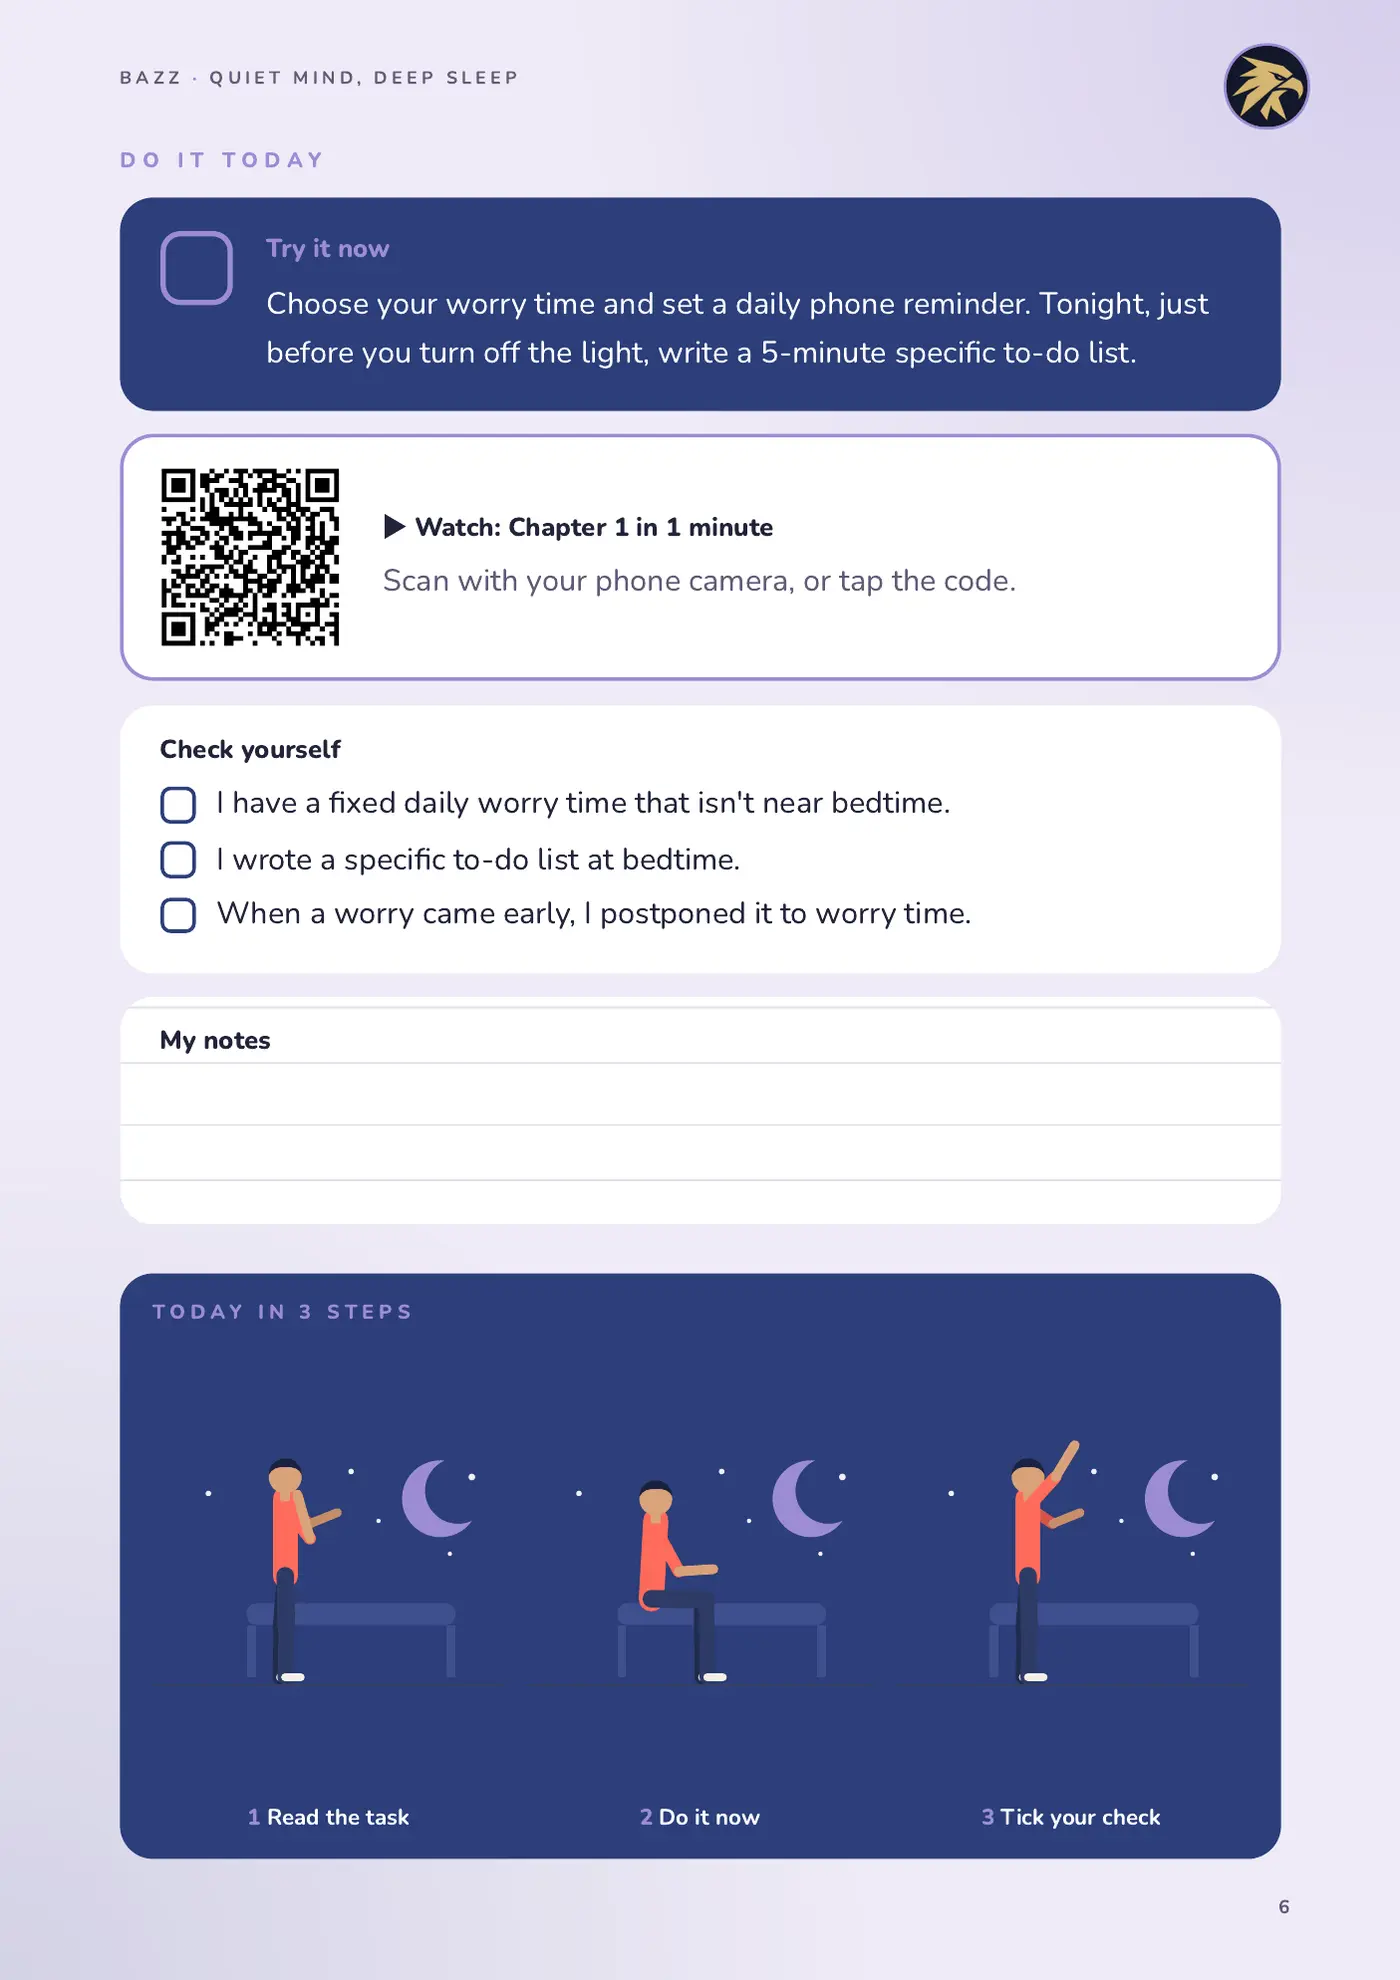 BAZZ · QUIET MIND, DEEP SLEEP
DO IT TODAY
Try it now
Choose your worry time and set a daily phone reminder. Tonight, just
before you turn off the light, write a 5-minute specific to-do list.
▶ Watch: Chapter 1 in 1 minute
Scan with your phone camera, or tap the code.
Check yourself
I have a fixed daily worry time that isn't near bedtime.
I wrote a specific to-do list at bedtime.
When a worry came early, I postponed it to worry time.
My notes
TODAY IN 3 STEPS
1 Read the task
2 Do it now
3 Tick your check
6